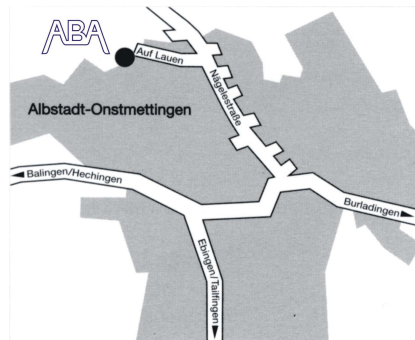 ABA
Auf Lauen
Nägelestraße
Albstadt-Onstmettingen
Balingen/Hechingen
Burladingen
Ebingen/Tailfingen